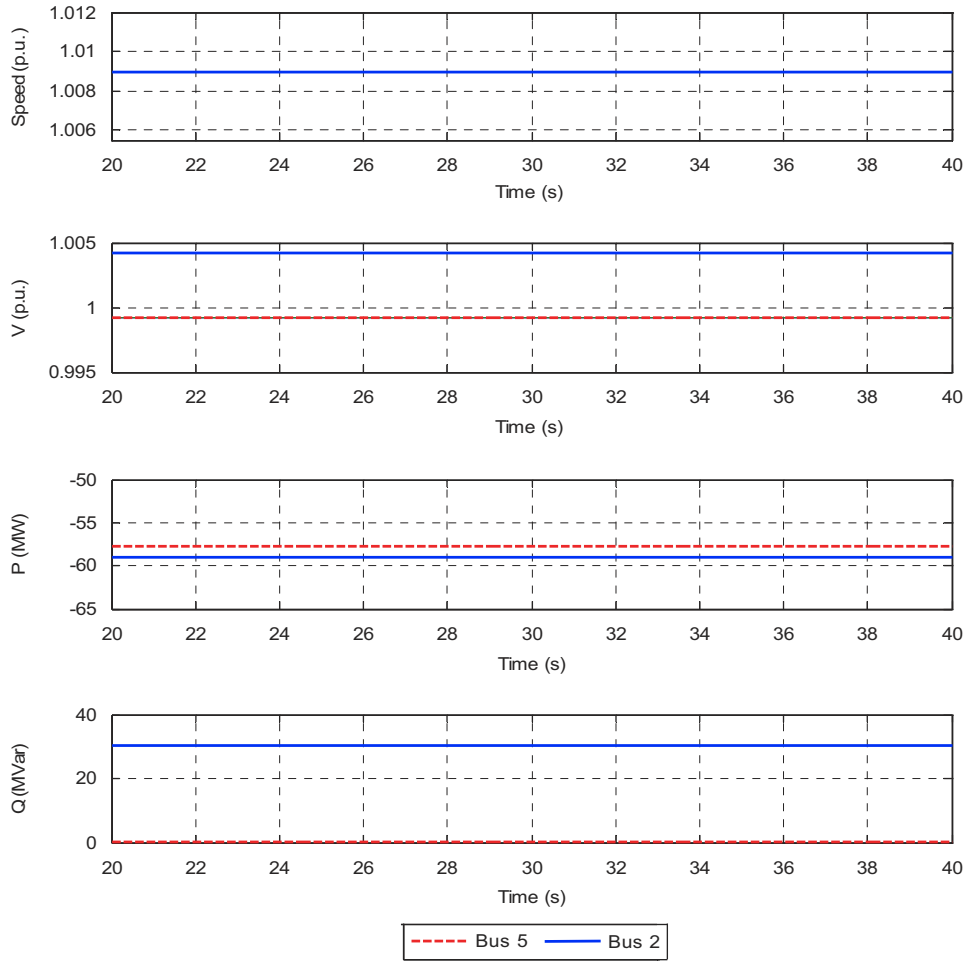 Speed (p.u.)
1.012
1.01
1.008
1.006
20 22 24 26 28 30 32 34 36 38 40
Time (s)
V (p.u.)
1.005
1
0.995
20 22 24 26 28 30 32 34 36 38 40
Time (s)
P (MW)
-50
-55
-60
-65
20 22 24 26 28 30 32 34 36 38 40
Time (s)
Q (MVar)
40
20
0
20 22 24 26 28 30 32 34 36 38 40
Time (s)
Bus 5 Bus 2